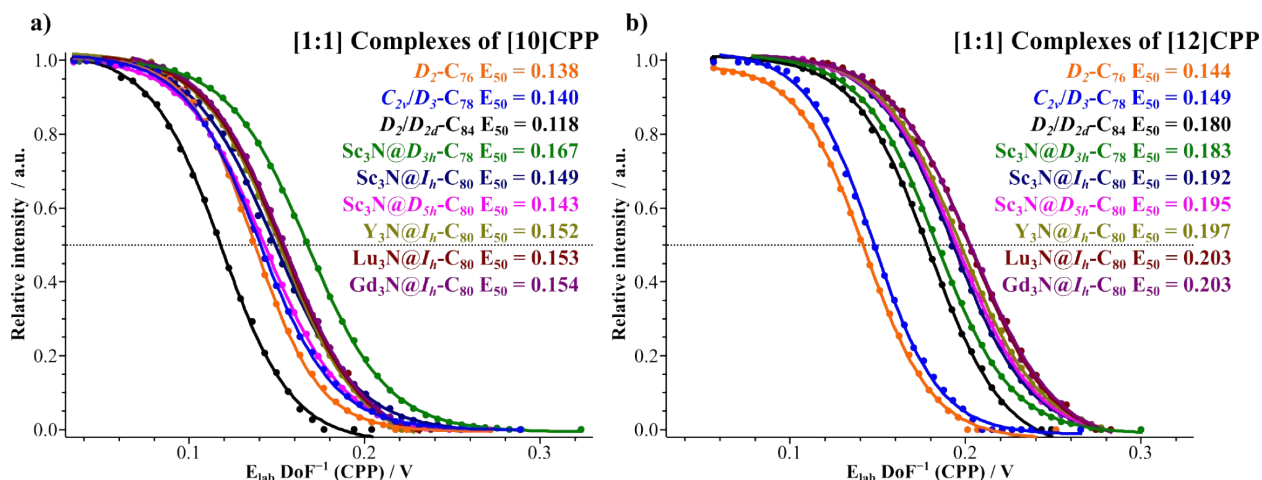 a)
[1:1] Complexes of [10]CPP
D₂-C₇₆ E₅₀ = 0.138
C₂ᵥ/D₃-C₇₈ E₅₀ = 0.140
D₂/D₂d-C₈₄ E₅₀ = 0.118
Sc₃N@D₃ₕ-C₇₈ E₅₀ = 0.167
Sc₃N@Iₕ-C₈₀ E₅₀ = 0.149
Sc₃N@D₅ₕ-C₈₀ E₅₀ = 0.143
Y₃N@Iₕ-C₈₀ E₅₀ = 0.152
Lu₃N@Iₕ-C₈₀ E₅₀ = 0.153
Gd₃N@Iₕ-C₈₀ E₅₀ = 0.154
Relative intensity / a.u.
1.0
0.8
0.6
0.4
0.2
0.0
0.1
0.2
0.3
E_lab DoF⁻¹ (CPP) / V
b)
[1:1] Complexes of [12]CPP
D₂-C₇₆ E₅₀ = 0.144
C₂ᵥ/D₃-C₇₈ E₅₀ = 0.149
D₂/D₂d-C₈₄ E₅₀ = 0.180
Sc₃N@D₃ₕ-C₇₈ E₅₀ = 0.183
Sc₃N@Iₕ-C₈₀ E₅₀ = 0.192
Sc₃N@D₅ₕ-C₈₀ E₅₀ = 0.195
Y₃N@Iₕ-C₈₀ E₅₀ = 0.197
Lu₃N@Iₕ-C₈₀ E₅₀ = 0.203
Gd₃N@Iₕ-C₈₀ E₅₀ = 0.203
Relative intensity / a.u.
1.0
0.8
0.6
0.4
0.2
0.0
0.1
0.2
0.3
E_lab DoF⁻¹ (CPP) / V